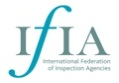 IFIA
International Federation
of Inspection Agencies